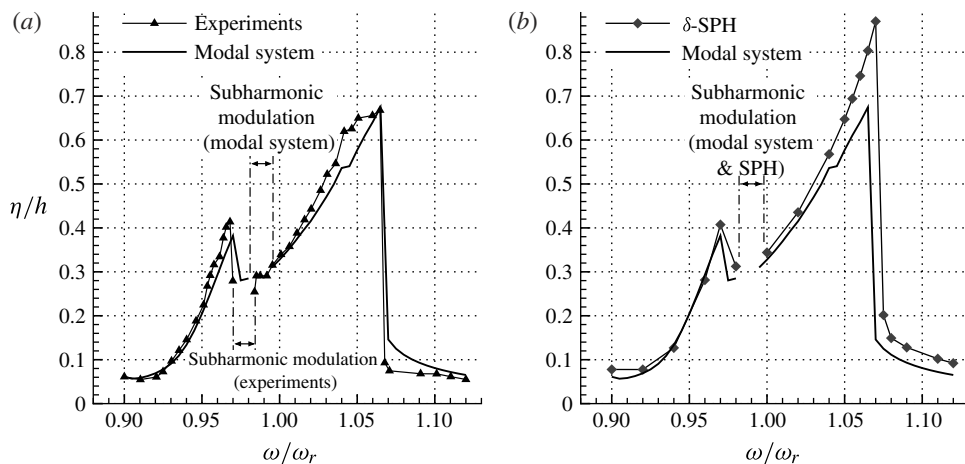 (a)
Experiments
Modal system
Subharmonic
modulation
(modal system)
Subharmonic modulation
(experiments)
η/h
0.8
0.7
0.6
0.5
0.4
0.3
0.2
0.1
0
0.90
0.95
1.00
1.05
1.10
ω/ω_r
(b)
δ-SPH
Modal system
Subharmonic
modulation
(modal system
& SPH)
0.8
0.7
0.6
0.5
0.4
0.3
0.2
0.1
0
0.90
0.95
1.00
1.05
1.10
ω/ω_r